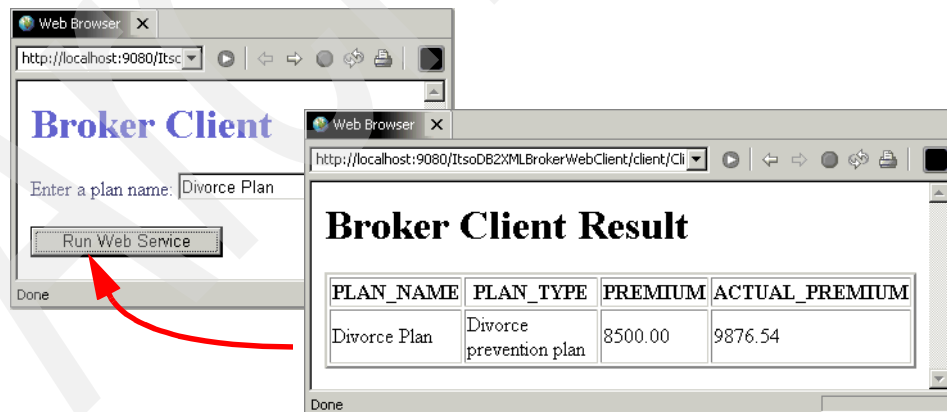 Web Browser X
http://localhost:9080/Itsc
Broker Client
Enter a plan name: Divorce Plan
Run Web Service
Done
Web Browser X
http://localhost:9080/ItsoDB2XMLBrokerWebClient/client/Cli
Broker Client Result
PLAN_NAME PLAN_TYPE PREMIUM ACTUAL_PREMIUM
Divorce Plan Divorce prevention plan 8500.00 9876.54
Done